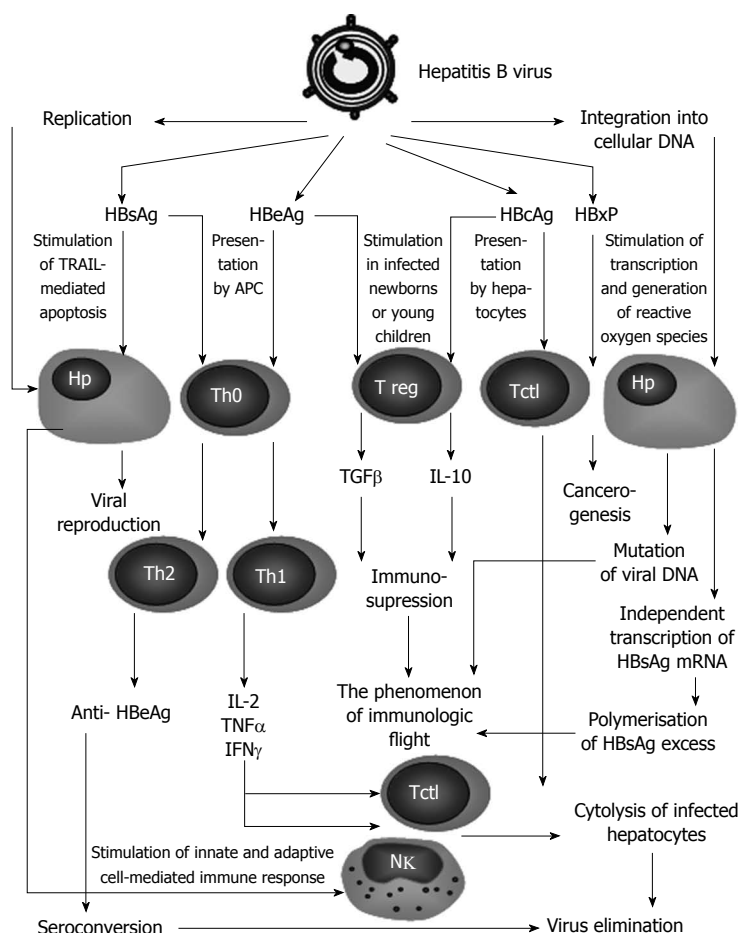 Hepatitis B virus
Replication
Integration into
cellular DNA
HBsAg
HBeAg
HBcAg
HBxP
Stimulation
of TRAIL-
mediated
apoptosis
Presen-
tation
by APC
Stimulation
in infected
newborns
or young
children
Presen-
tation
by hepa-
tocytes
Stimulation of
transcription
and generation
of reactive
oxygen species
Hp
Th0
T reg
Tctl
Hp
Viral
reproduction
TGFβ
IL-10
Cancero-
genesis
Th2
Th1
Immuno-
supression
Mutation
of viral DNA
Independent
transcription of
HBsAg mRNA
Anti- HBeAg
IL-2
TNFα
IFNγ
The phenomenon
of immunologic
flight
Polymerisation
of HBsAg excess
Tctl
Cytolysis of infected
hepatocytes
Stimulation of innate and adaptive
cell-mediated immune response
NK
Seroconversion
Virus elimination